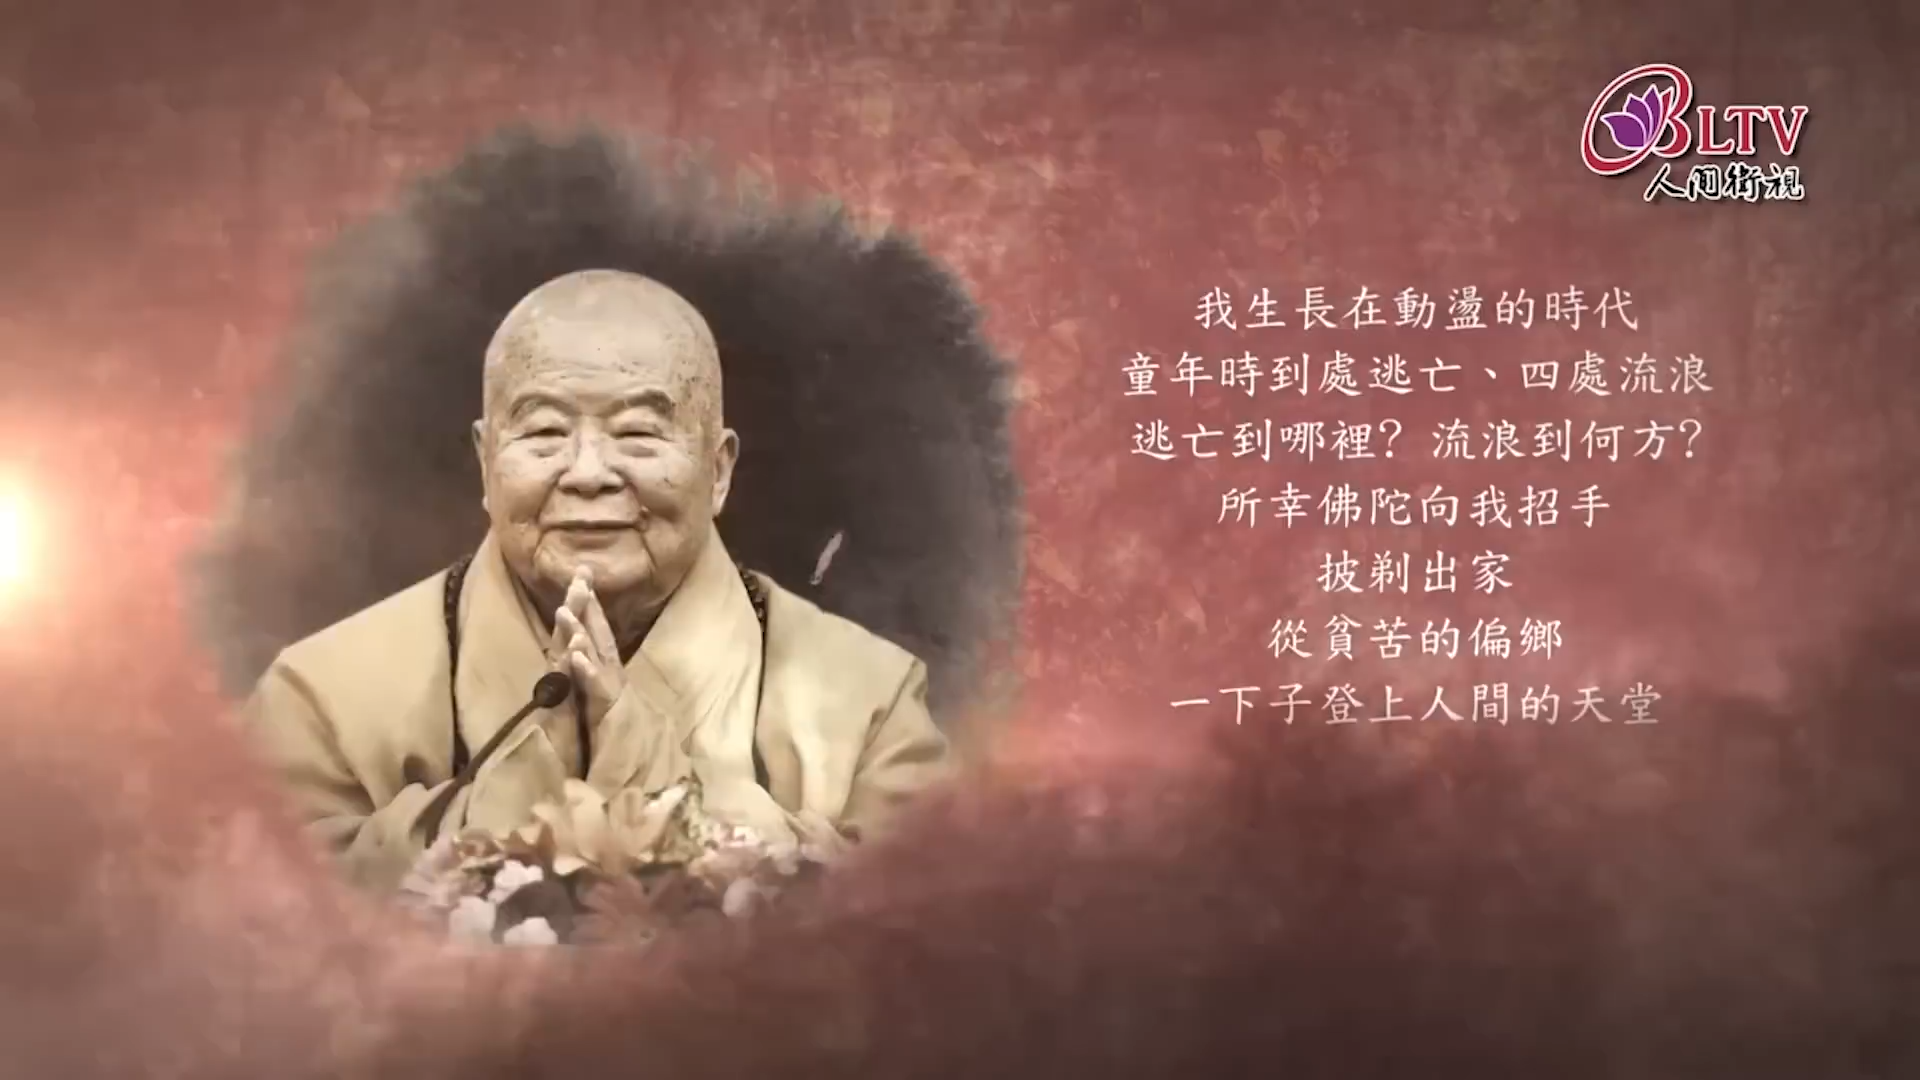 BLTV
人間衛視
我生長在動盪的時代
童年時到處逃亡、四處流浪
逃亡到哪裡？流浪到何方？
所幸佛陀向我招手
披剃出家
從貧苦的偏鄉
一下子登上人間的天堂